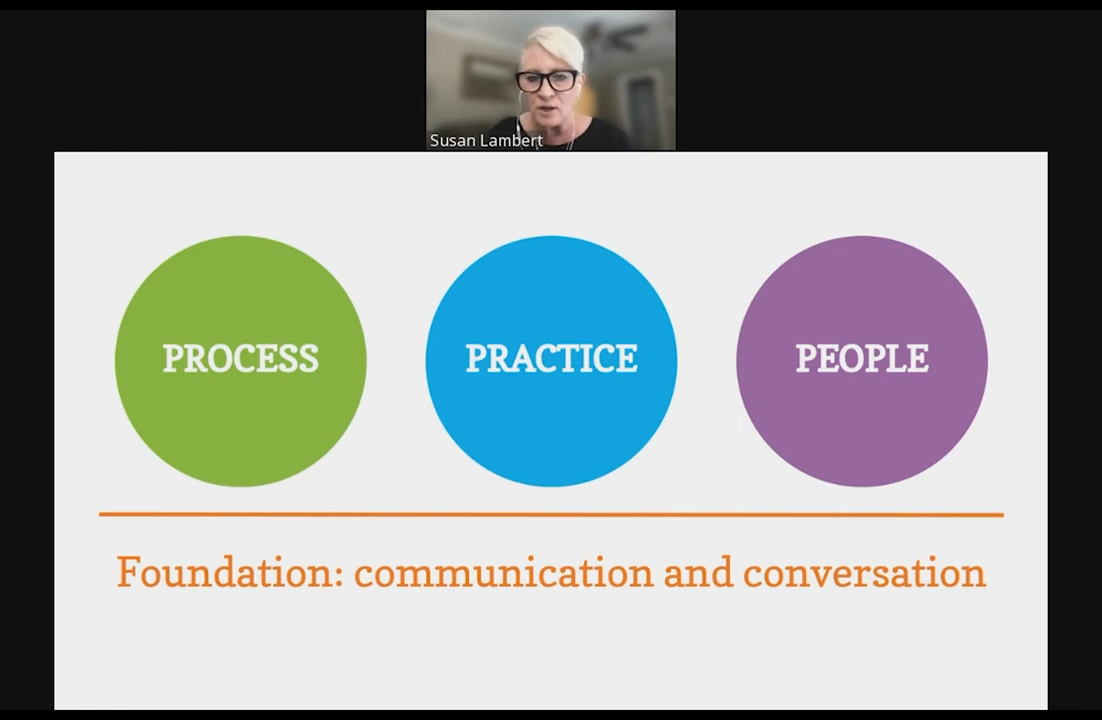 Susan Lambert
PROCESS
PRACTICE
PEOPLE
Foundation: communication and conversation